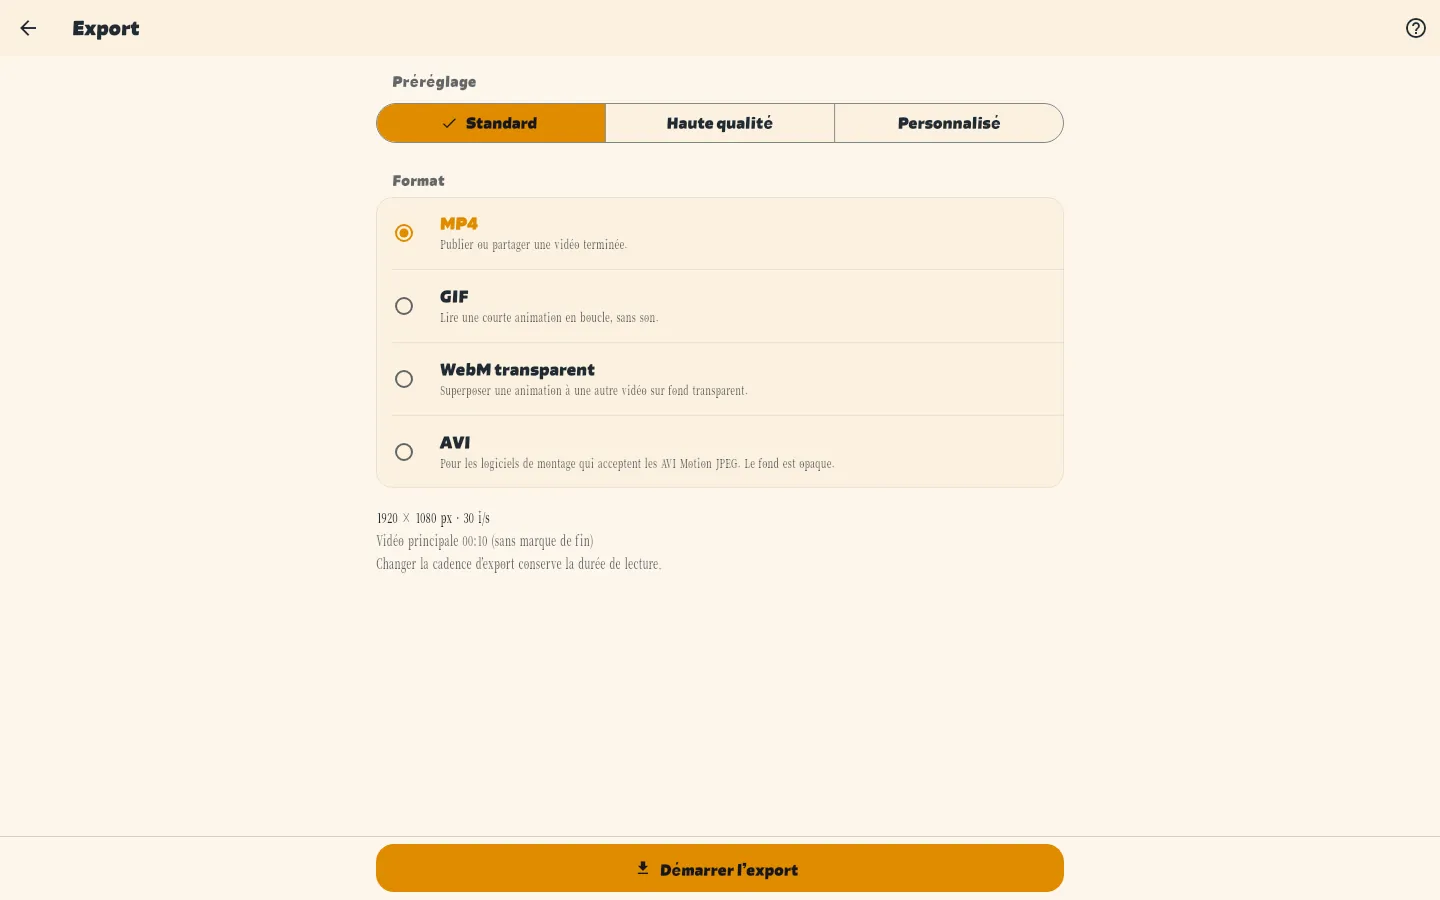 Export
Préréglage
Standard
Haute qualité
Personnalisé
Format
MP4
Publier ou partager une vidéo terminée.
GIF
Lire une courte animation en boucle, sans son.
WebM transparent
Superposer une animation à une autre vidéo sur fond transparent.
AVI
Pour les logiciels de montage qui acceptent les AVI Motion JPEG. Le fond est opaque.
1920 × 1080 px · 30 i/s
Vidéo principale 00:10 (sans marque de fin)
Changer la cadence d’export conserve la durée de lecture.
Démarrer l’export